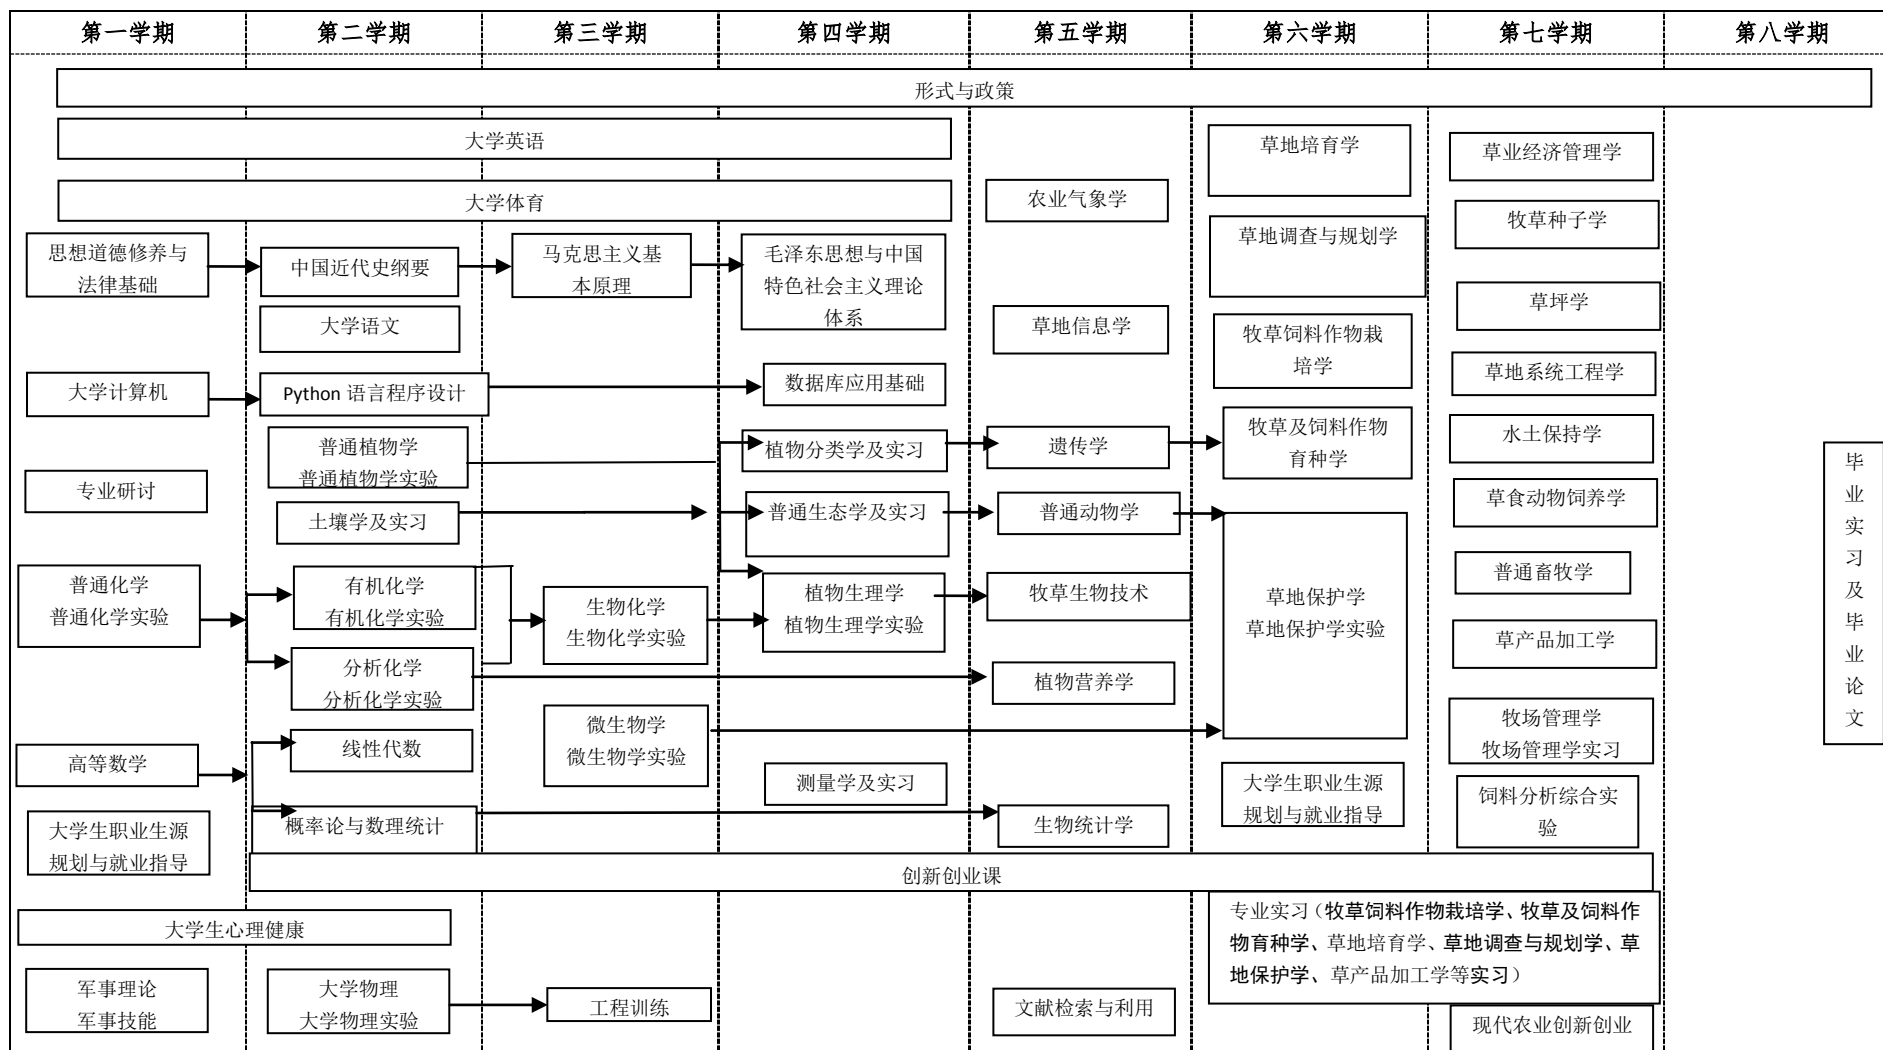 第一学期
第二学期
第三学期
第四学期
第五学期
第六学期
第七学期
第八学期
形式与政策
大学英语
大学体育
思想道德修养与
法律基础
大学计算机
专业研讨
普通化学
普通化学实验
高等数学
大学生职业生源
规划与就业指导
大学生心理健康
军事理论
军事技能
中国近代史纲要
大学语文
Python 语言程序设计
普通植物学
普通植物学实验
土壤学及实习
有机化学
有机化学实验
分析化学
分析化学实验
线性代数
概率论与数理统计
创新创业课
大学物理
大学物理实验
马克思主义基
本原理
生物化学
生物化学实验
微生物学
微生物学实验
工程训练
毛泽东思想与中国
特色社会主义理论
体系
数据库应用基础
植物分类学及实习
普通生态学及实习
植物生理学
植物生理学实验
测量学及实习
农业气象学
草地信息学
遗传学
普通动物学
牧草生物技术
植物营养学
生物统计学
文献检索与利用
草地培育学
草地调查与规划学
牧草饲料作物栽
培学
牧草及饲料作物
育种学
草地保护学
草地保护学实验
大学生职业生源
规划与就业指导
专业实习（牧草饲料作物栽培学、牧草及饲料作
物育种学、草地培育学、草地调查与规划学、草
地保护学、草产品加工学等实习）
草业经济管理学
牧草种子学
草坪学
草地系统工程学
水土保持学
草食动物饲养学
普通畜牧学
草产品加工学
牧场管理学
牧场管理学实习
饲料分析综合实
验
现代农业创新创业
毕
业
实
习
及
毕
业
论
文